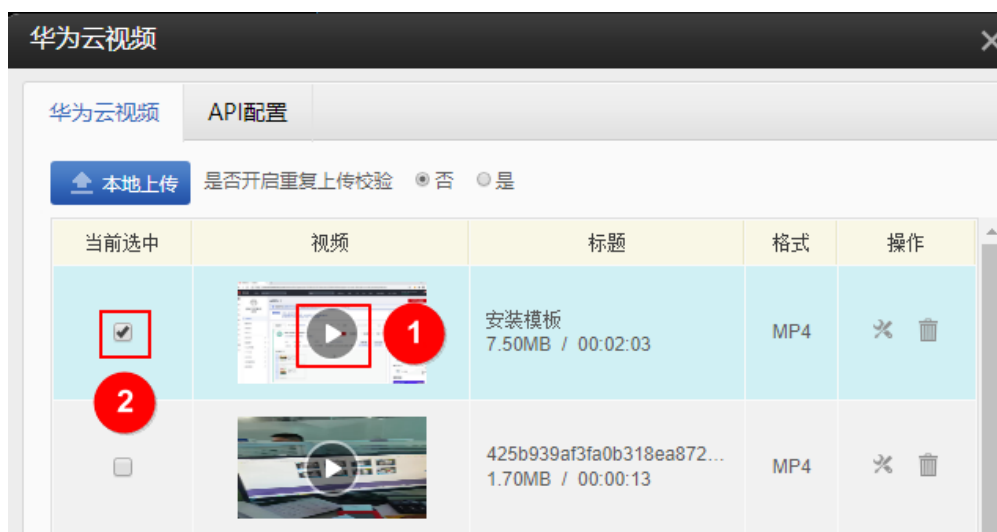 华为云视频
华为云视频 API配置
本地上传 是否开启重复上传校验 否 是
当前选中 视频 标题 格式 操作
1
安装模板
7.50MB / 00:02:03
MP4
2
425b939af3fa0b318ea872...
1.70MB / 00:00:13
MP4